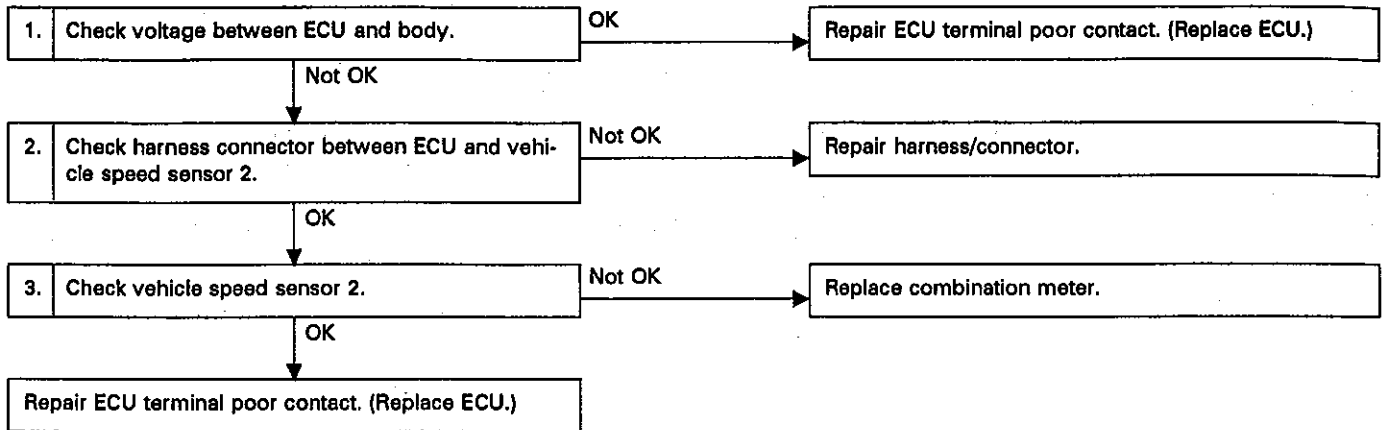 1. Check voltage between ECU and body.
OK
Repair ECU terminal poor contact. (Replace ECU.)
Not OK
2. Check harness connector between ECU and vehi-
cle speed sensor 2.
Not OK
Repair harness/connector.
OK
3. Check vehicle speed sensor 2.
Not OK
Replace combination meter.
OK
Repair ECU terminal poor contact. (Replace ECU.)